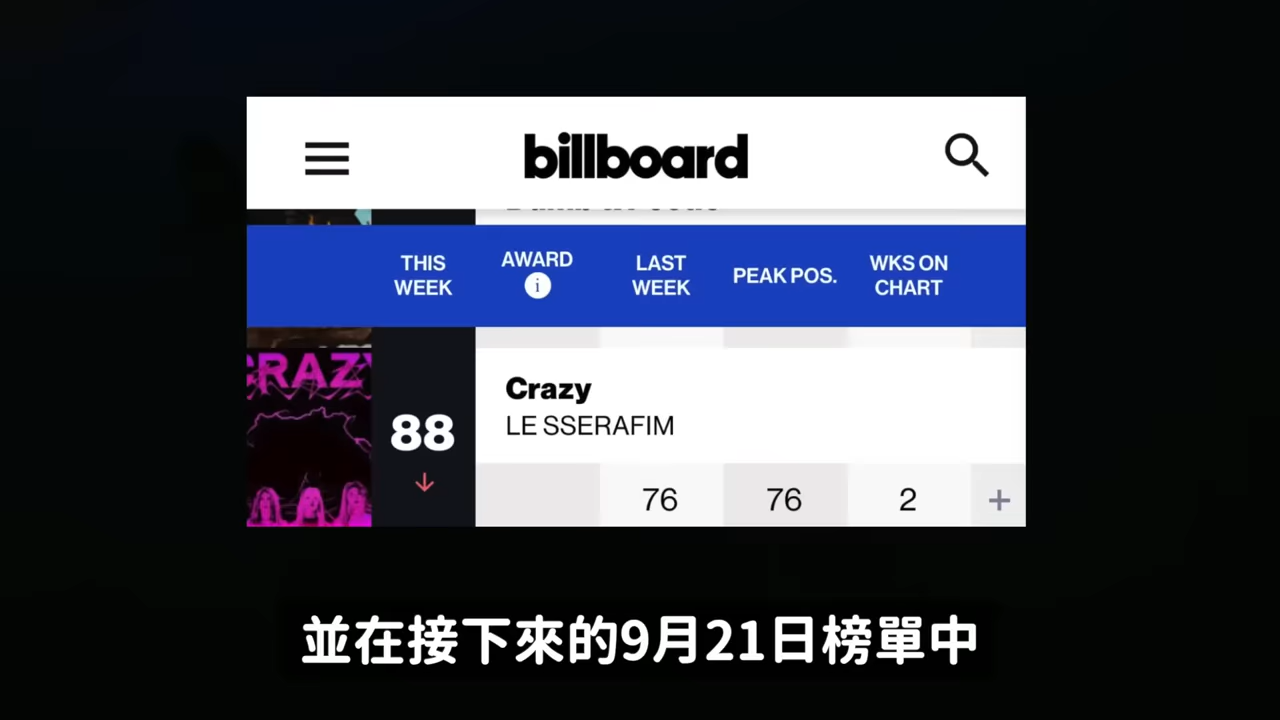 billboard
THIS WEEK
AWARD
i
LAST WEEK
PEAK POS.
WKS ON CHART
CRAZY
88
Crazy
LE SSERAFIM
76
76
2
+
並在接下來的9月21日榜單中